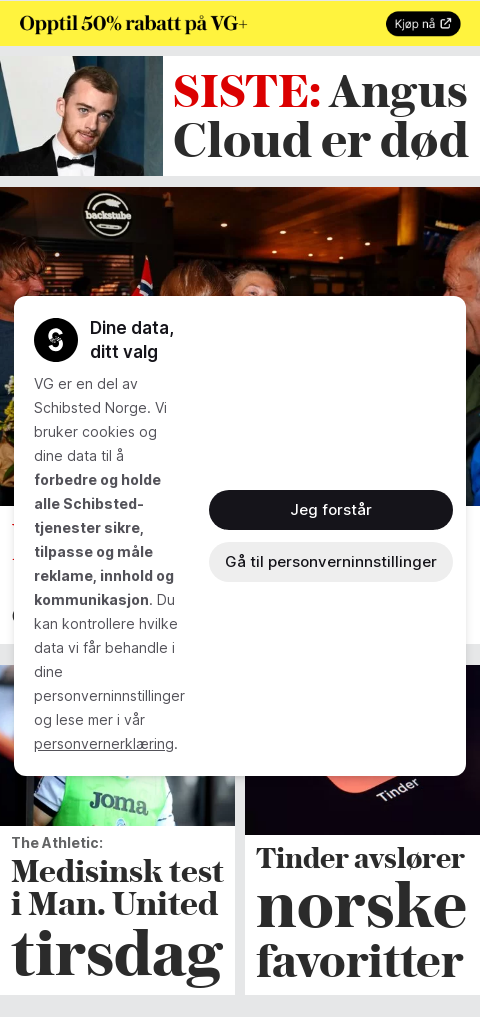 Opptil 50% rabatt på VG+
Kjøp nå
SISTE: Angus
Cloud er død
backstube
Dine data,
ditt valg
VG er en del av
Schibsted Norge. Vi
bruker cookies og
dine data til å
forbedre og holde
alle Schibsted-
tjenester sikre,
tilpasse og måle
reklame, innhold og
kommunikasjon. Du
kan kontrollere hvilke
data vi får behandle i
dine
personverninnstillinger
og lese mer i vår
personvernerklæring.
Jeg forstår
Gå til personverninnstillinger
JOMA
Tinder
The Athletic:
Medisinsk test
i Man. United
tirsdag
Tinder avslører
norske
favoritter